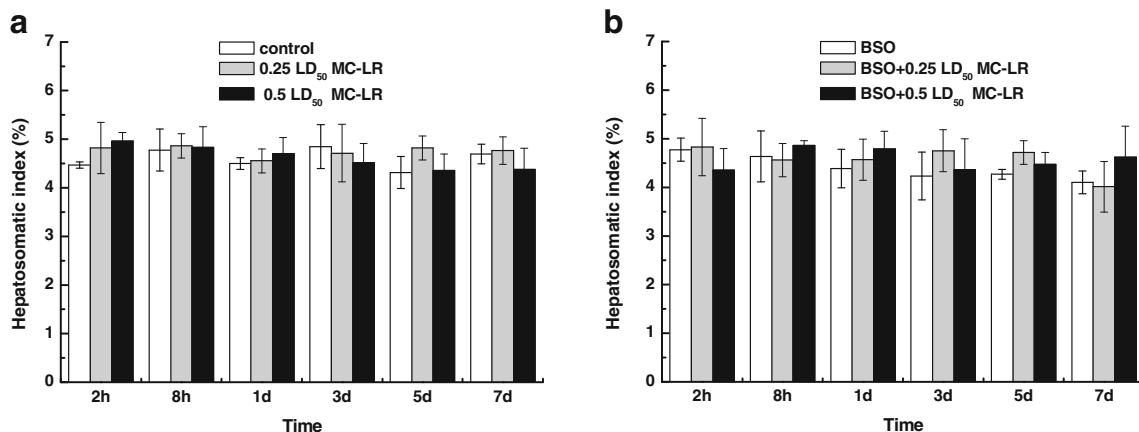 a
Hepatosomatic index (%)
7
6
5
4
3
2
1
0
control
0.25 LD50 MC-LR
0.5 LD50 MC-LR
2h 8h 1d 3d 5d 7d
Time
b
Hepatosomatic index (%)
7
6
5
4
3
2
1
0
BSO
BSO+0.25 LD50 MC-LR
BSO+0.5 LD50 MC-LR
2h 8h 1d 3d 5d 7d
Time